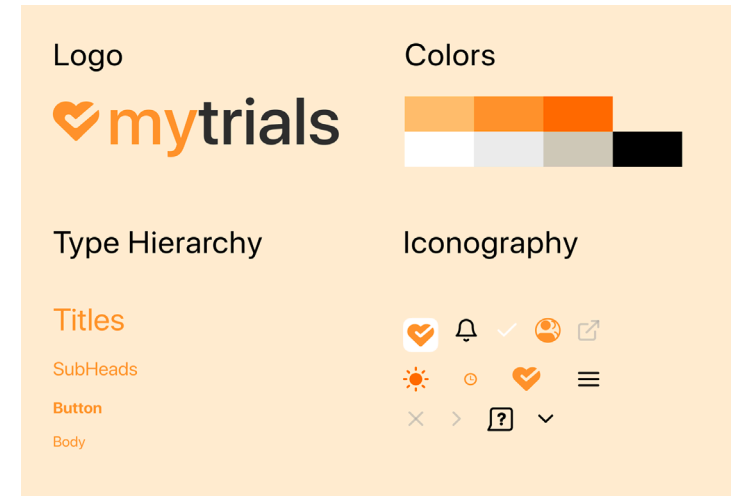 Logo
Colors
mytrials
Type Hierarchy
Iconography
Titles
SubHeads
Button
Body
?